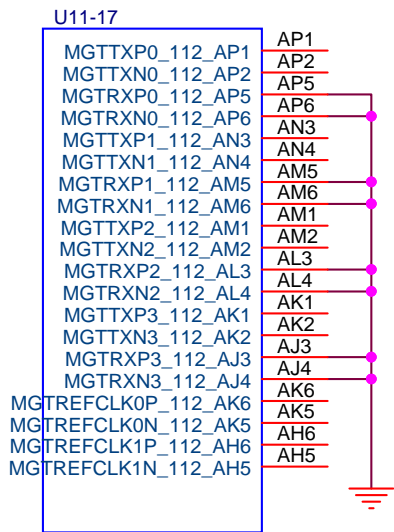 U11-17
MGTTXP0_112_AP1 AP1
MGTTXN0_112_AP2 AP2
MGTRXP0_112_AP5 AP5
MGTRXN0_112_AP6 AP6
MGTTXP1_112_AN3 AN3
MGTTXN1_112_AN4 AN4
MGTRXP1_112_AM5 AM5
MGTRXN1_112_AM6 AM6
MGTTXP2_112_AM1 AM1
MGTTXN2_112_AM2 AM2
MGTRXP2_112_AL3 AL3
MGTRXN2_112_AL4 AL4
MGTTXP3_112_AK1 AK1
MGTTXN3_112_AK2 AK2
MGTRXP3_112_AJ3 AJ3
MGTRXN3_112_AJ4 AJ4
MGTREFCLK0P_112_AK6 AK6
MGTREFCLK0N_112_AK5 AK5
MGTREFCLK1P_112_AH6 AH6
MGTREFCLK1N_112_AH5 AH5